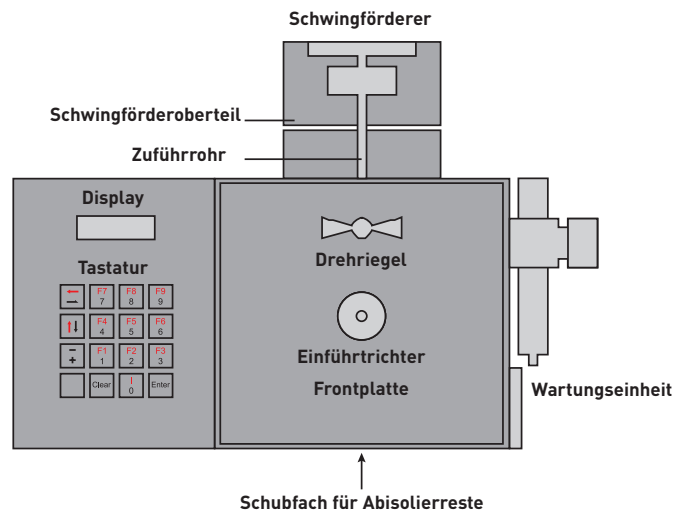 Schwingförderer
Schwingförderoberteil
Zuführrohr
Display
Tastatur
F7 F8 F9
7 8 9
F4 F5 F6
4 5 6
− F1 F2 F3
+ 1 2 3
Clear | 0 Enter
Drehriegel
Einführtrichter
Frontplatte
Wartungseinheit
Schubfach für Abisolierreste